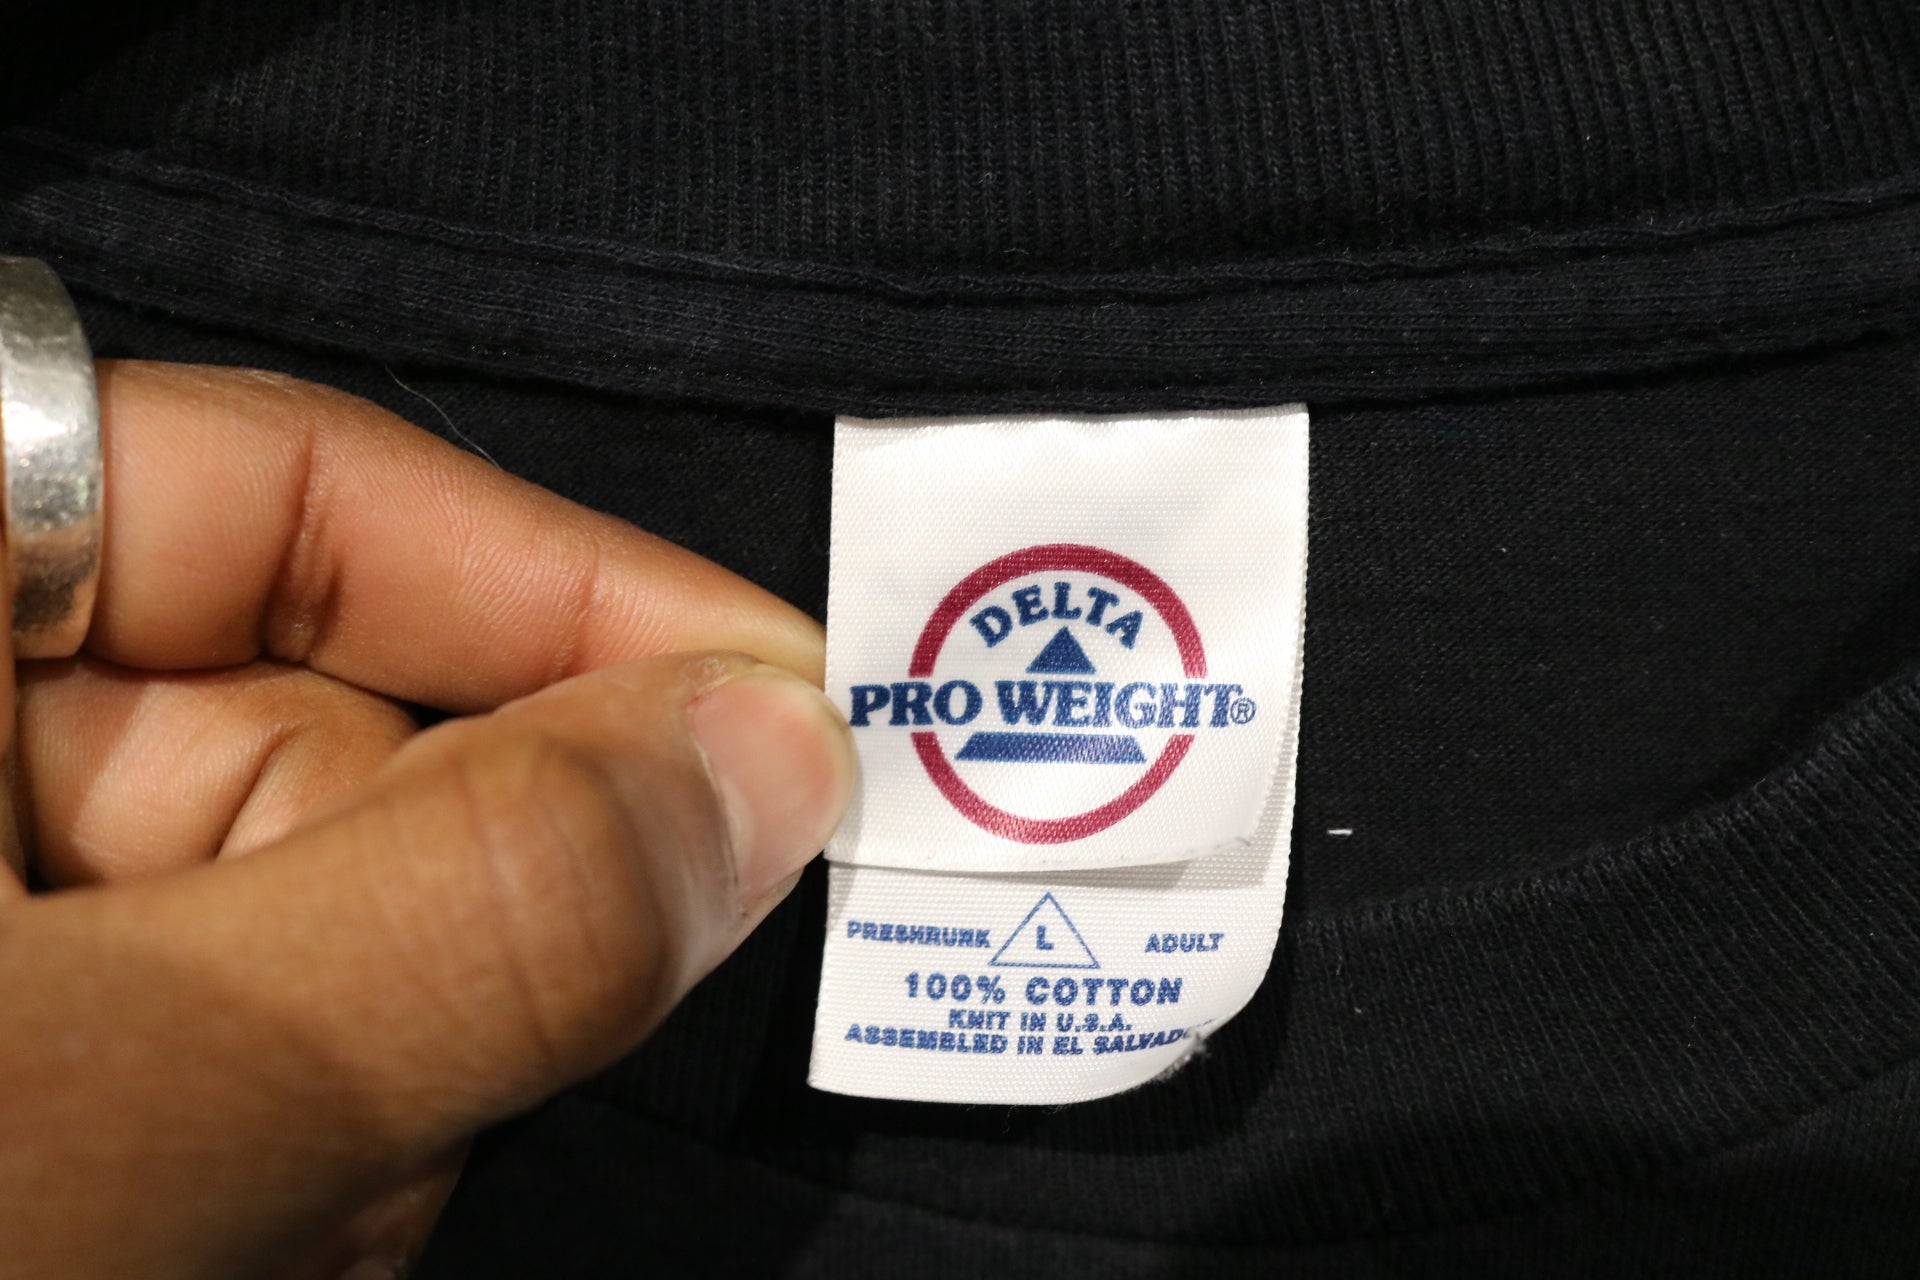 DELTA
PRO WEIGHT®
PRESHRUNK L ADULT
100% COTTON
KNIT IN U.S.A.
ASSEMBLED IN EL